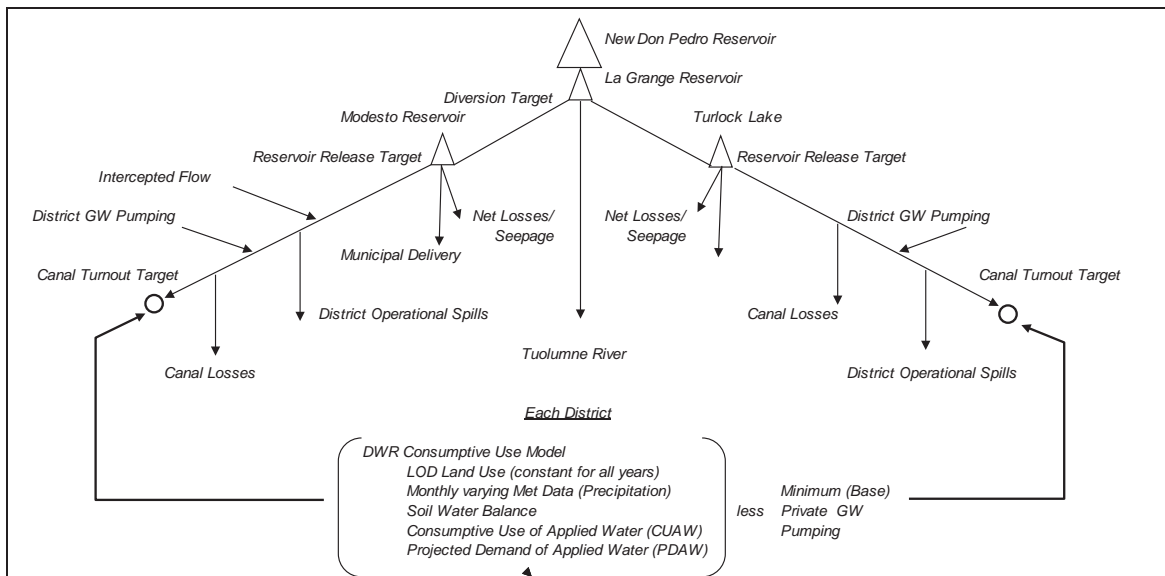 New Don Pedro Reservoir
La Grange Reservoir
Diversion Target
Modesto Reservoir
Turlock Lake
Reservoir Release Target
Reservoir Release Target
Intercepted Flow
District GW Pumping
Net Losses/
Seepage
Net Losses/
Seepage
District GW Pumping
Municipal Delivery
Canal Turnout Target
Canal Turnout Target
District Operational Spills
Canal Losses
Tuolumne River
Canal Losses
District Operational Spills
Each District
DWR Consumptive Use Model
LOD Land Use (constant for all years)
Monthly varying Met Data (Precipitation)
Soil Water Balance
Consumptive Use of Applied Water (CUAW)
Projected Demand of Applied Water (PDAW)
less
Minimum (Base)
Private GW
Pumping